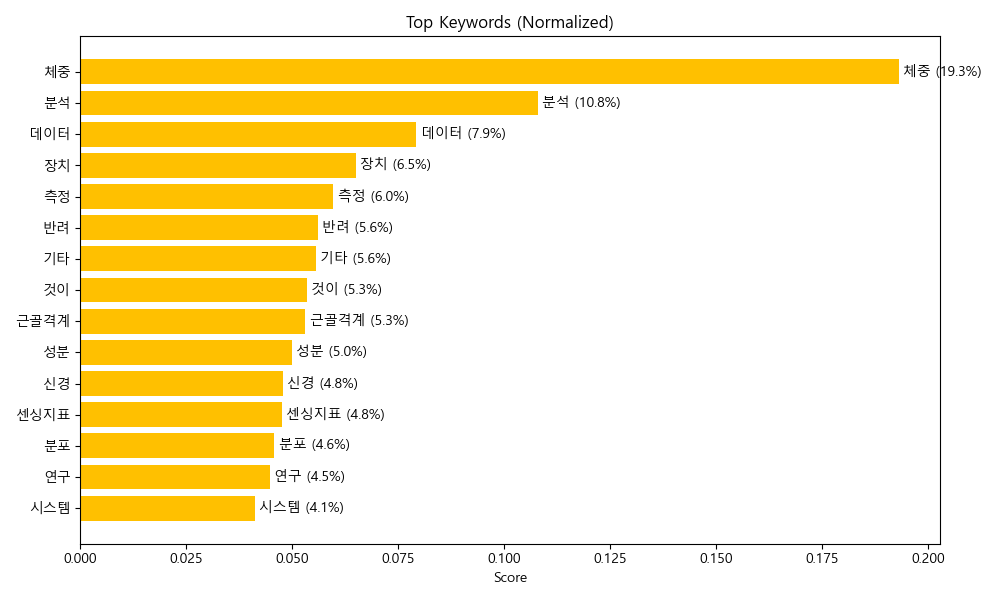 Top Keywords (Normalized)
체중 체중 (19.3%)
분석 분석 (10.8%)
데이터 데이터 (7.9%)
장치 장치 (6.5%)
측정 측정 (6.0%)
반려 반려 (5.6%)
기타 기타 (5.6%)
것이 것이 (5.3%)
근골격계 근골격계 (5.3%)
성분 성분 (5.0%)
신경 신경 (4.8%)
센싱지표 센싱지표 (4.8%)
분포 분포 (4.6%)
연구 연구 (4.5%)
시스템 시스템 (4.1%)
0.000 0.025 0.050 0.075 0.100 0.125 0.150 0.175 0.200
Score